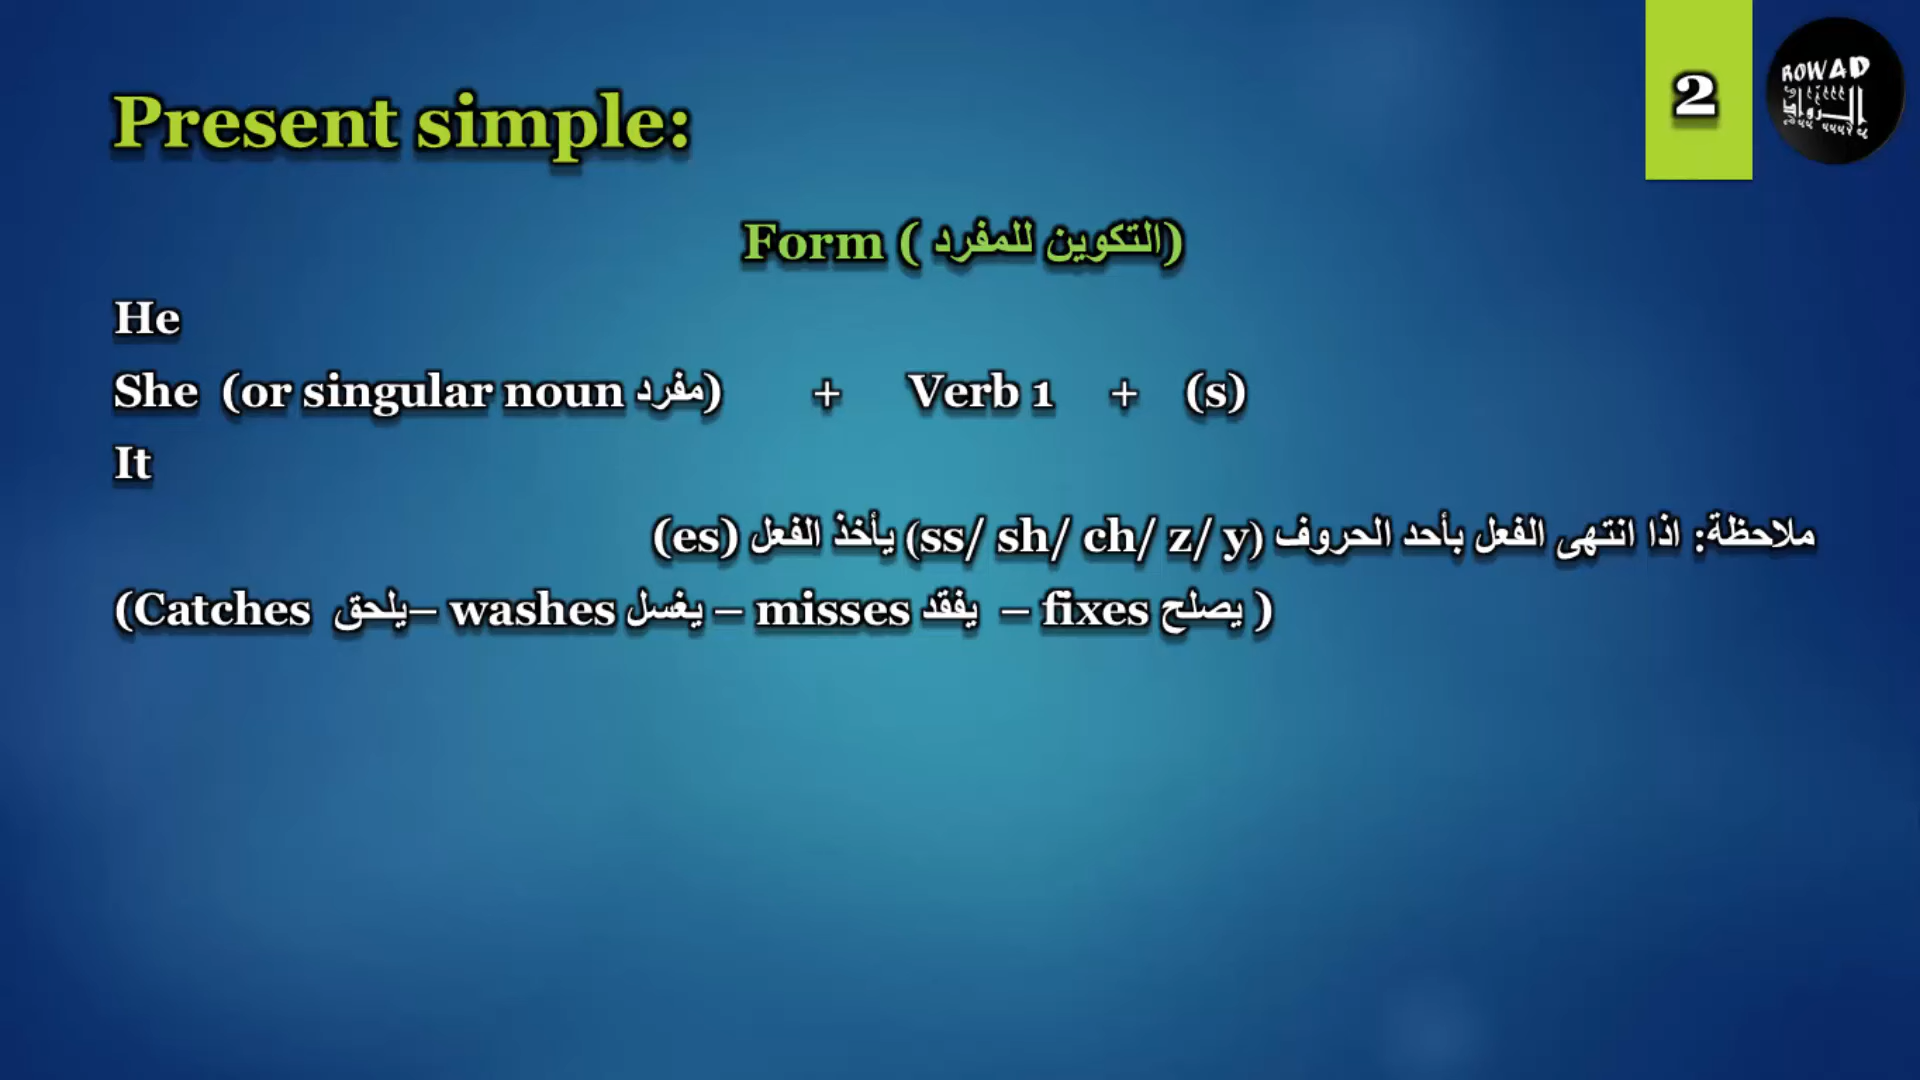 2
ROWAD
الرواد
Present simple:
Form ( التكوين للمفرد)
He
She (or singular noun مفرد) + Verb 1 + (s)
It
ملاحظة: اذا انتهى الفعل بأحد الحروف (ss/ sh/ ch/ z/ y) يأخذ الفعل (es)
(Catches يلحق– washes يغسل – misses يفقد – fixes يصلح )